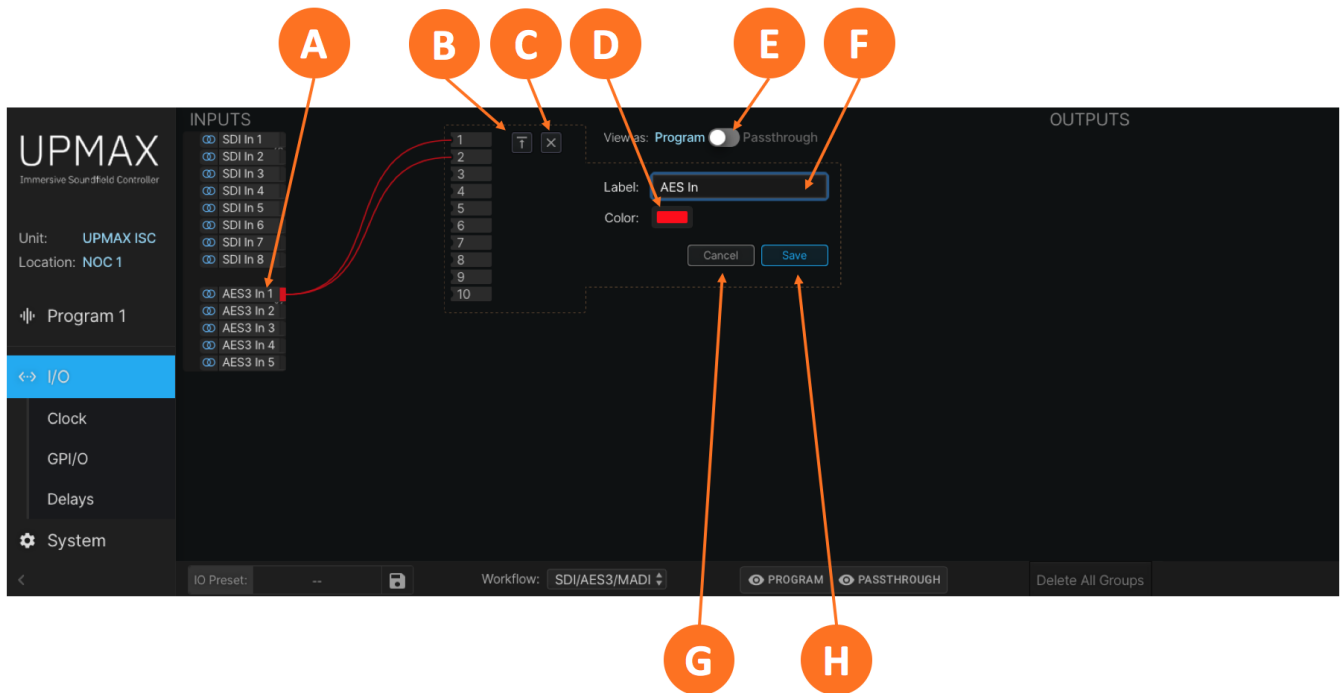 A B C D E F
INPUTS
OUTPUTS
UPMAX
Immersive Soundfield Controller
Unit: UPMAX ISC
Location: NOC 1
Program 1
I/O
Clock
GPI/O
Delays
System
SDI In 1
SDI In 2
SDI In 3
SDI In 4
SDI In 5
SDI In 6
SDI In 7
SDI In 8
AES3 In 1
AES3 In 2
AES3 In 3
AES3 In 4
AES3 In 5
1
2
3
4
5
6
7
8
9
10
View as: Program Passthrough
Label: AES In
Color:
Cancel Save
IO Preset: -- Workflow: SDI/AES3/MADI PROGRAM PASSTHROUGH Delete All Groups
G H